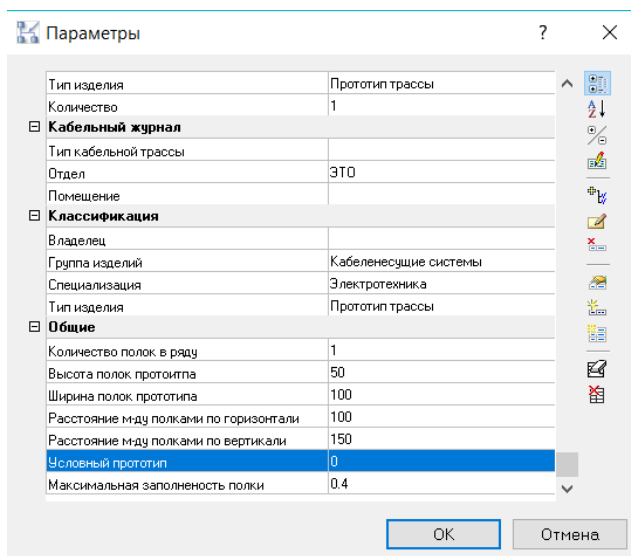 Параметры ?
Тип изделия Прототип трассы
Количество 1
Кабельный журнал
Тип кабельной трассы
Отдел ЭТО
Помещение
Классификация
Владелец
Группа изделий Кабеленесущие системы
Специализация Электротехника
Тип изделия Прототип трассы
Общие
Количество полок в ряду 1
Высота полок протоитпа 50
Ширина полок прототипа 100
Расстояние м-ду полками по горизонтали 100
Расстояние м-ду полками по вертикали 150
Условный прототип 0
Максимальная заполненость полки 0.4
OK Отмена